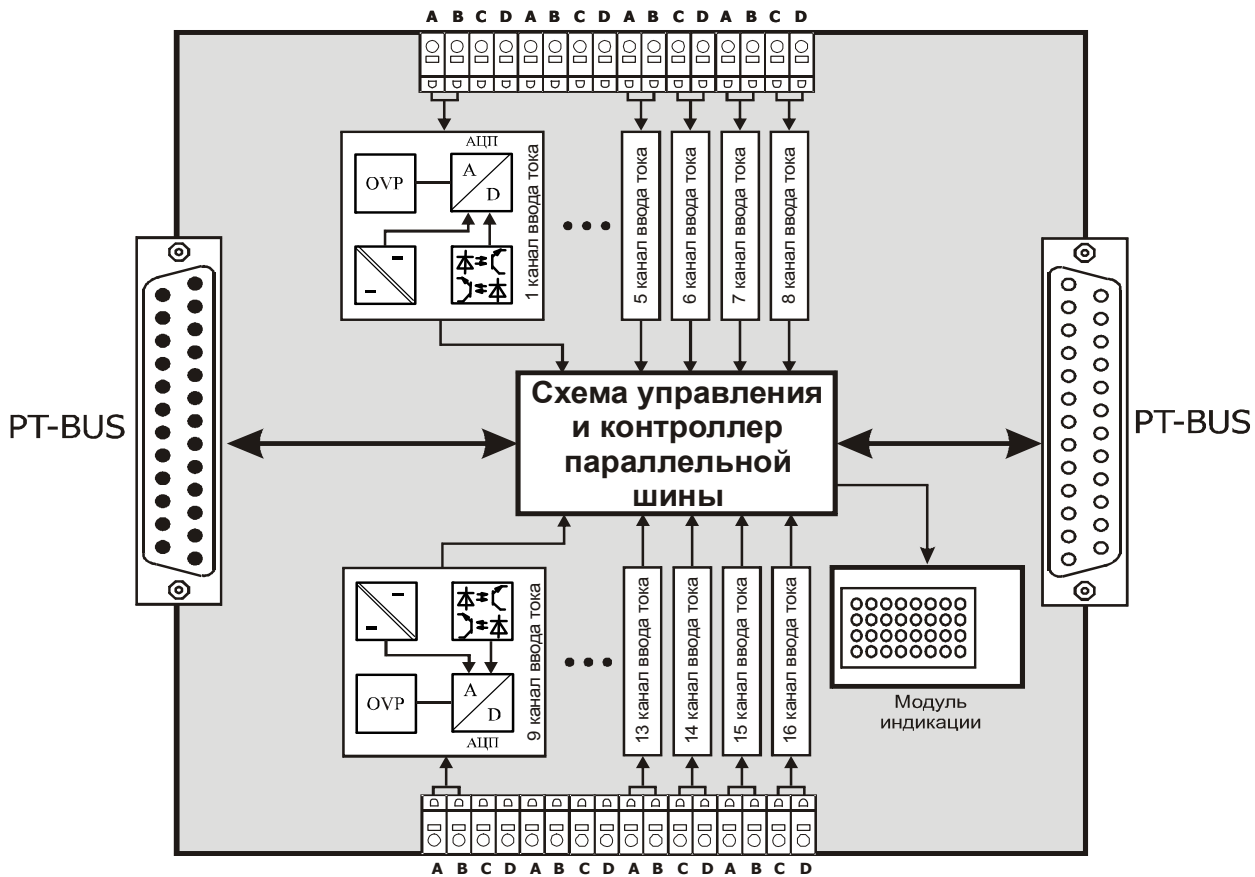 A B C D A B C D A B C D A B C D
АЦП
OVP
A
D
1 канал ввода тока
5 канал ввода тока
6 канал ввода тока
7 канал ввода тока
8 канал ввода тока
PT-BUS
Схема управления
и контроллер
параллельной
шины
PT-BUS
9 канал ввода тока
OVP
A
D
АЦП
13 канал ввода тока
14 канал ввода тока
15 канал ввода тока
16 канал ввода тока
Модуль
индикации
A B C D A B C D A B C D A B C D